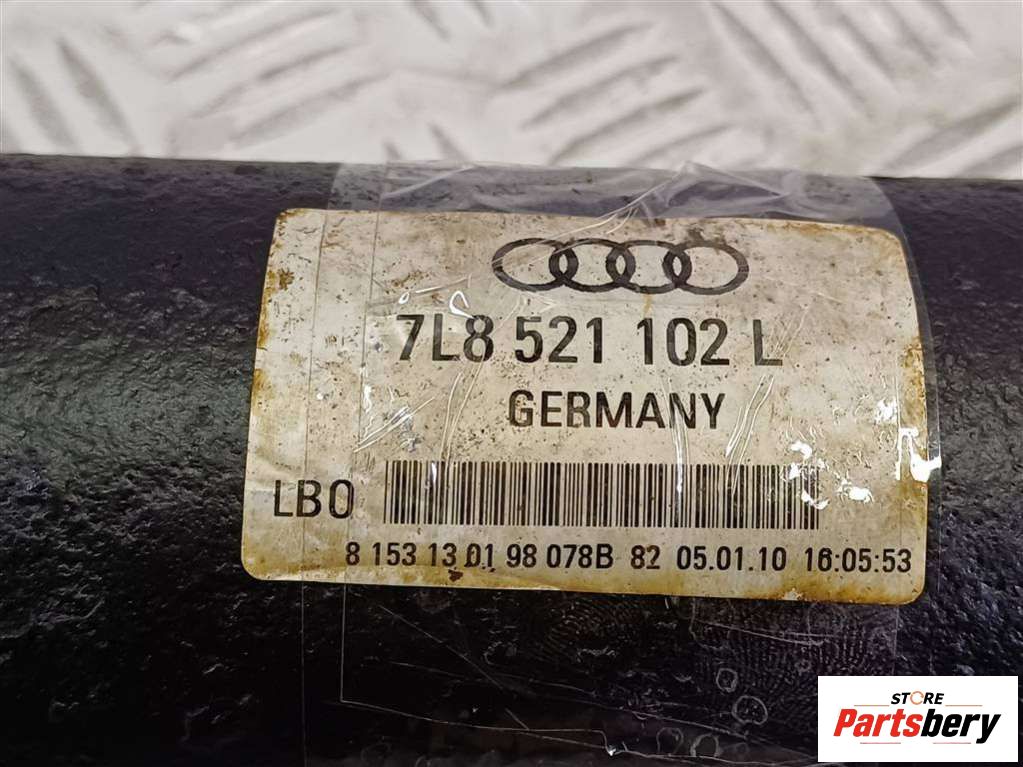 7L8 521 102 L
GERMANY
LBO
8 153 13 01 98 078B 82 05.01.10 16:05:53
STORE
Partsbery